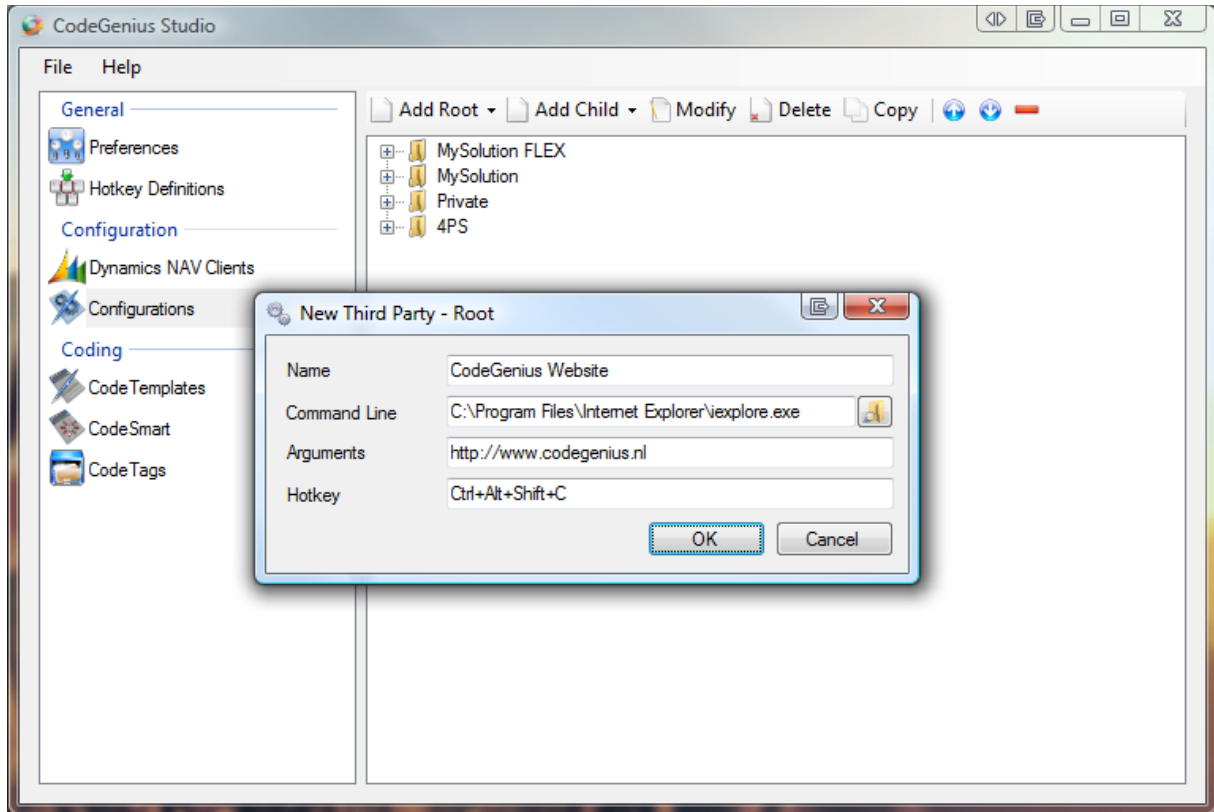 CodeGenius Studio
File Help
General
Preferences
Hotkey Definitions
Configuration
Dynamics NAV Clients
Configurations
Coding
CodeTemplates
CodeSmart
CodeTags
Add Root Add Child Modify Delete Copy
MySolution FLEX
MySolution
Private
4PS
New Third Party - Root
Name CodeGenius Website
Command Line C:\Program Files\Internet Explorer\iexplore.exe
Arguments http://www.codegenius.nl
Hotkey Ctrl+Alt+Shift+C
OK Cancel